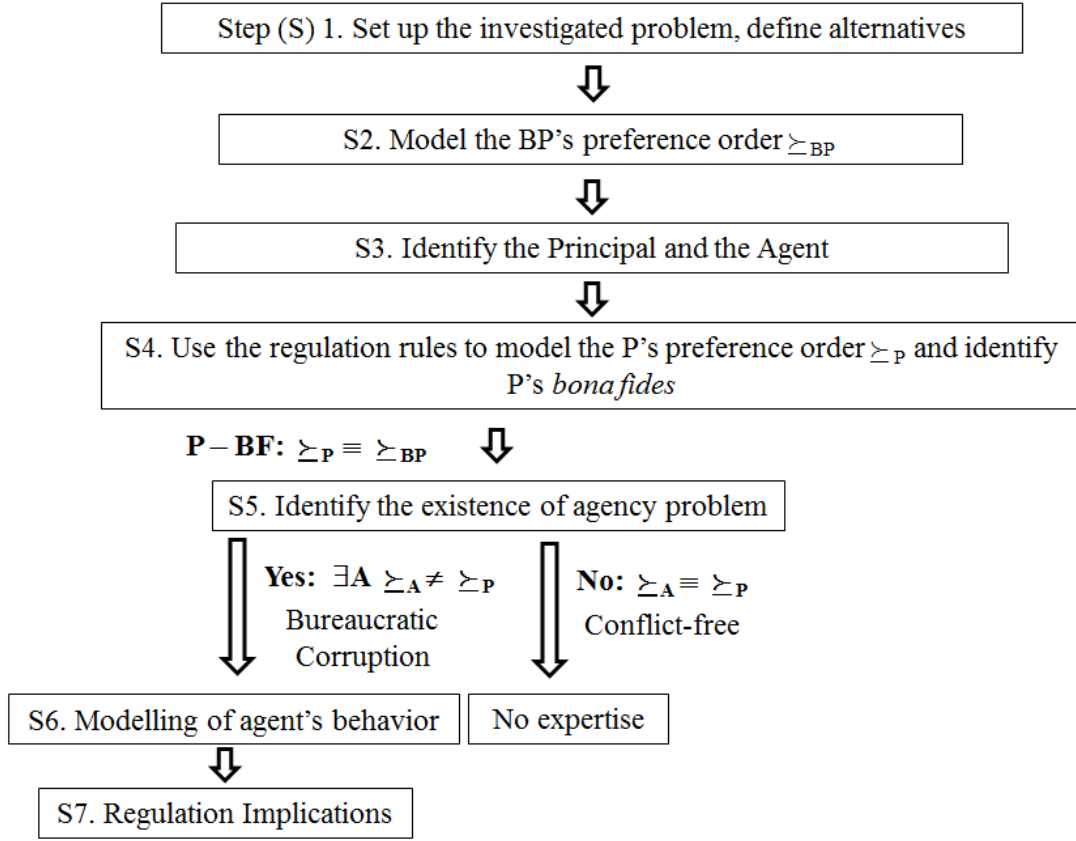 Step (S) 1. Set up the investigated problem, define alternatives
S2. Model the BP's preference order ⪰BP
S3. Identify the Principal and the Agent
S4. Use the regulation rules to model the P's preference order ⪰P and identify
P's bona fides
P – BF: ⪰P ≡ ⪰BP
S5. Identify the existence of agency problem
Yes: ∃A ⪰A ≠ ⪰P
Bureaucratic
Corruption
No: ⪰A ≡ ⪰P
Conflict-free
S6. Modelling of agent's behavior
No expertise
S7. Regulation Implications